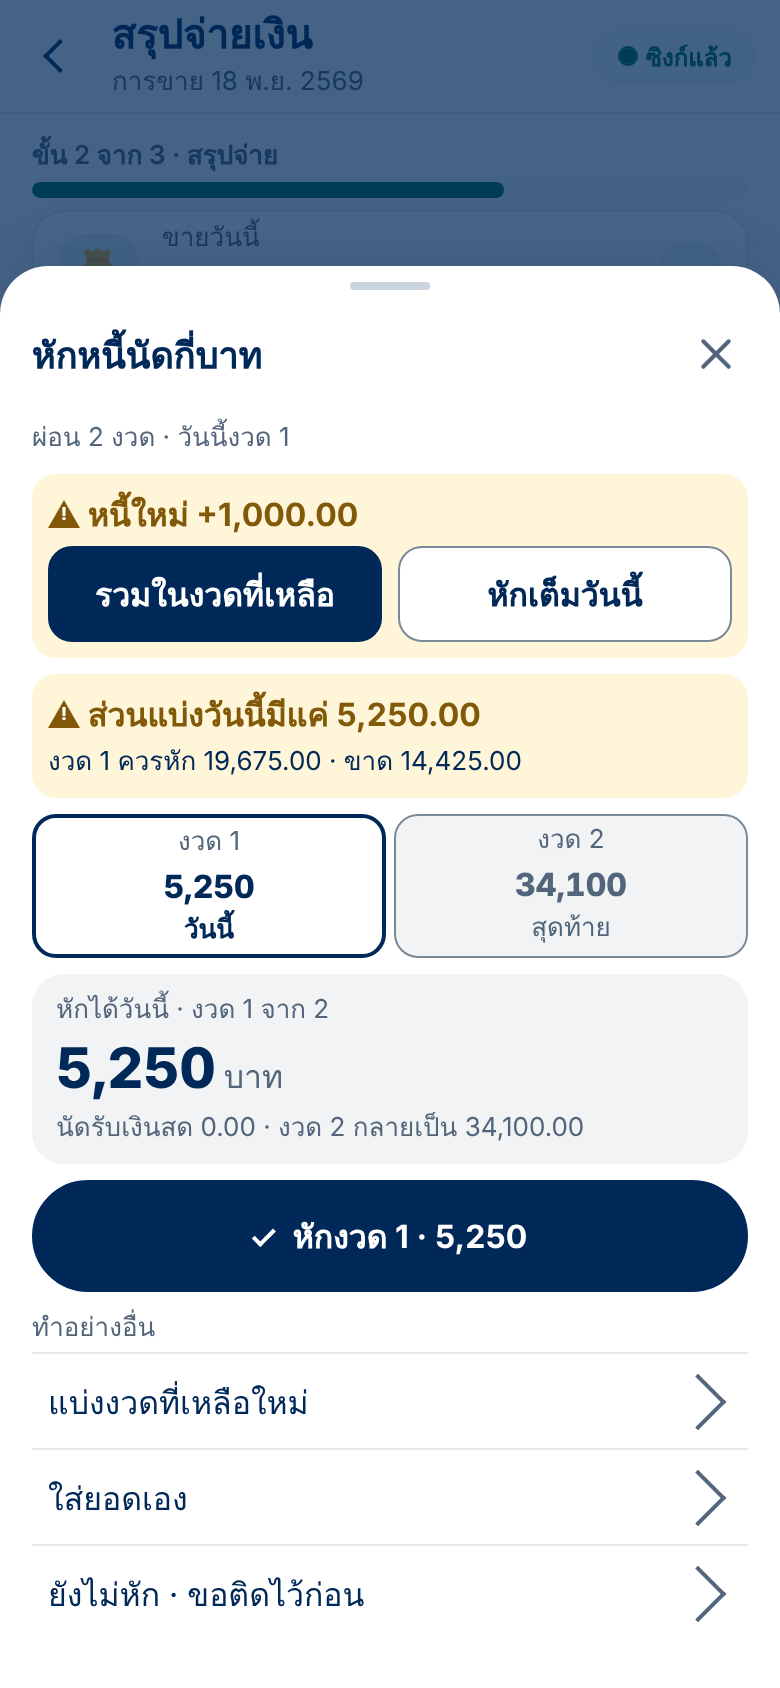 สรุปจ่ายเงิน
การขาย 18 พ.ย. 2569
ซิงก์แล้ว
ขั้น 2 จาก 3 · สรุปจ่าย
ขายวันนี้
หักหนี้นัดกี่บาท
ผ่อน 2 งวด · วันนี้งวด 1
หนี้ใหม่ +1,000.00
รวมในงวดที่เหลือ
หักเต็มวันนี้
ส่วนแบ่งวันนี้มีแค่ 5,250.00
งวด 1 ควรหัก 19,675.00 · ขาด 14,425.00
งวด 1
5,250
วันนี้
งวด 2
34,100
สุดท้าย
หักได้วันนี้ · งวด 1 จาก 2
5,250 บาท
นัดรับเงินสด 0.00 · งวด 2 กลายเป็น 34,100.00
หักงวด 1 · 5,250
ทำอย่างอื่น
แบ่งงวดที่เหลือใหม่
ใส่ยอดเอง
ยังไม่หัก · ขอติดไว้ก่อน